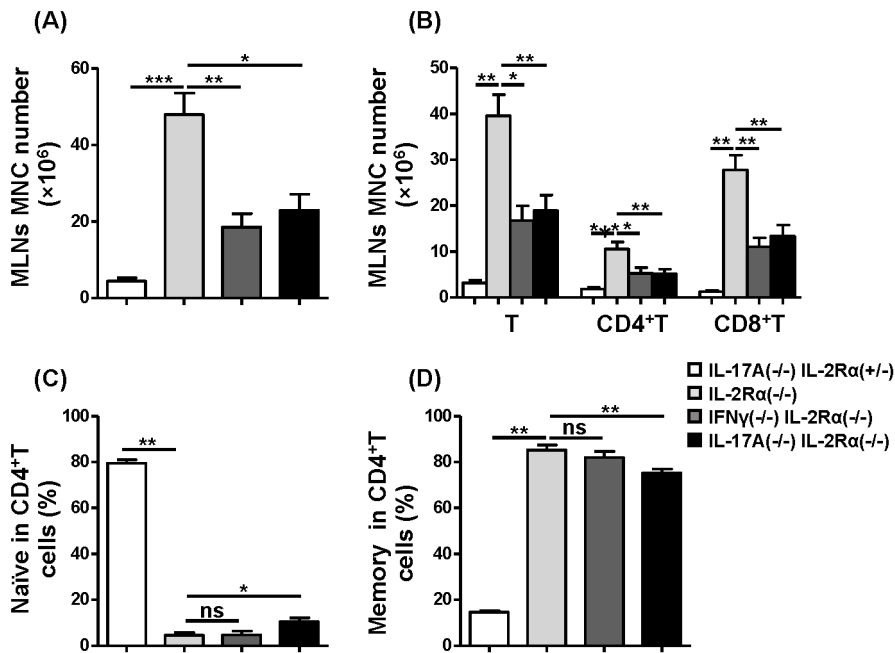 (A)
MLNs MNC number
(×10⁶)
60
40
20
0
***
**
*
(B)
MLNs MNC number
(×10⁶)
50
40
30
20
10
0
**
*
**
T
***
*
**
CD4⁺T
**
**
**
CD8⁺T
(C)
Naïve in CD4⁺T
cells (%)
100
80
60
40
20
0
**
ns
*
(D)
Memory in CD4⁺T
cells (%)
100
80
60
40
20
0
**
ns
**
IL-17A(-/-) IL-2Rα(+/-)
IL-2Rα(-/-)
IFNγ(-/-) IL-2Rα(-/-)
IL-17A(-/-) IL-2Rα(-/-)